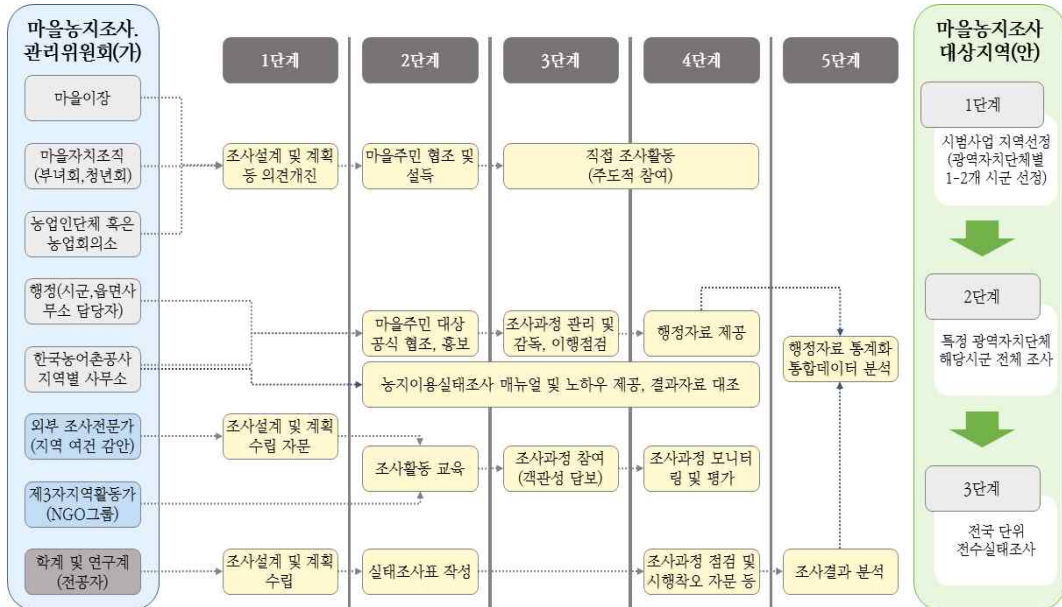 마을농지조사.
관리위원회(가)
마을이장
마을자치조직
(부녀회,청년회)
농업인단체 혹은
농업회의소
행정(시군,읍면사
무소 담당자)
한국농어촌공사
지역별 사무소
외부 조사전문가
(지역 여건 감안)
제3자지역활동가
(NGO그룹)
학계 및 연구계
(전공자)
1단계
2단계
3단계
4단계
5단계
조사설계 및 계획
등 의견개진
마을주민 협조 및
설득
직접 조사활동
(주도적 참여)
마을주민 대상
공식 협조, 홍보
조사과정 관리 및
감독, 이행점검
행정자료 제공
행정자료 통계화
통합데이터 분석
농지이용실태조사 매뉴얼 및 노하우 제공, 결과자료 대조
조사설계 및 계획
수립 자문
조사활동 교육
조사과정 참여
(객관성 담보)
조사과정 모니터
링 및 평가
조사설계 및 계획
수립
실태조사표 작성
조사과정 점검 및
시행착오 자문 등
조사결과 분석
마을농지조사
대상지역(안)
1단계
시범사업 지역선정
(광역자치단체별
1-2개 시군 선정)
2단계
특정 광역자치단체
해당시군 전체 조사
3단계
전국 단위
전수실태조사